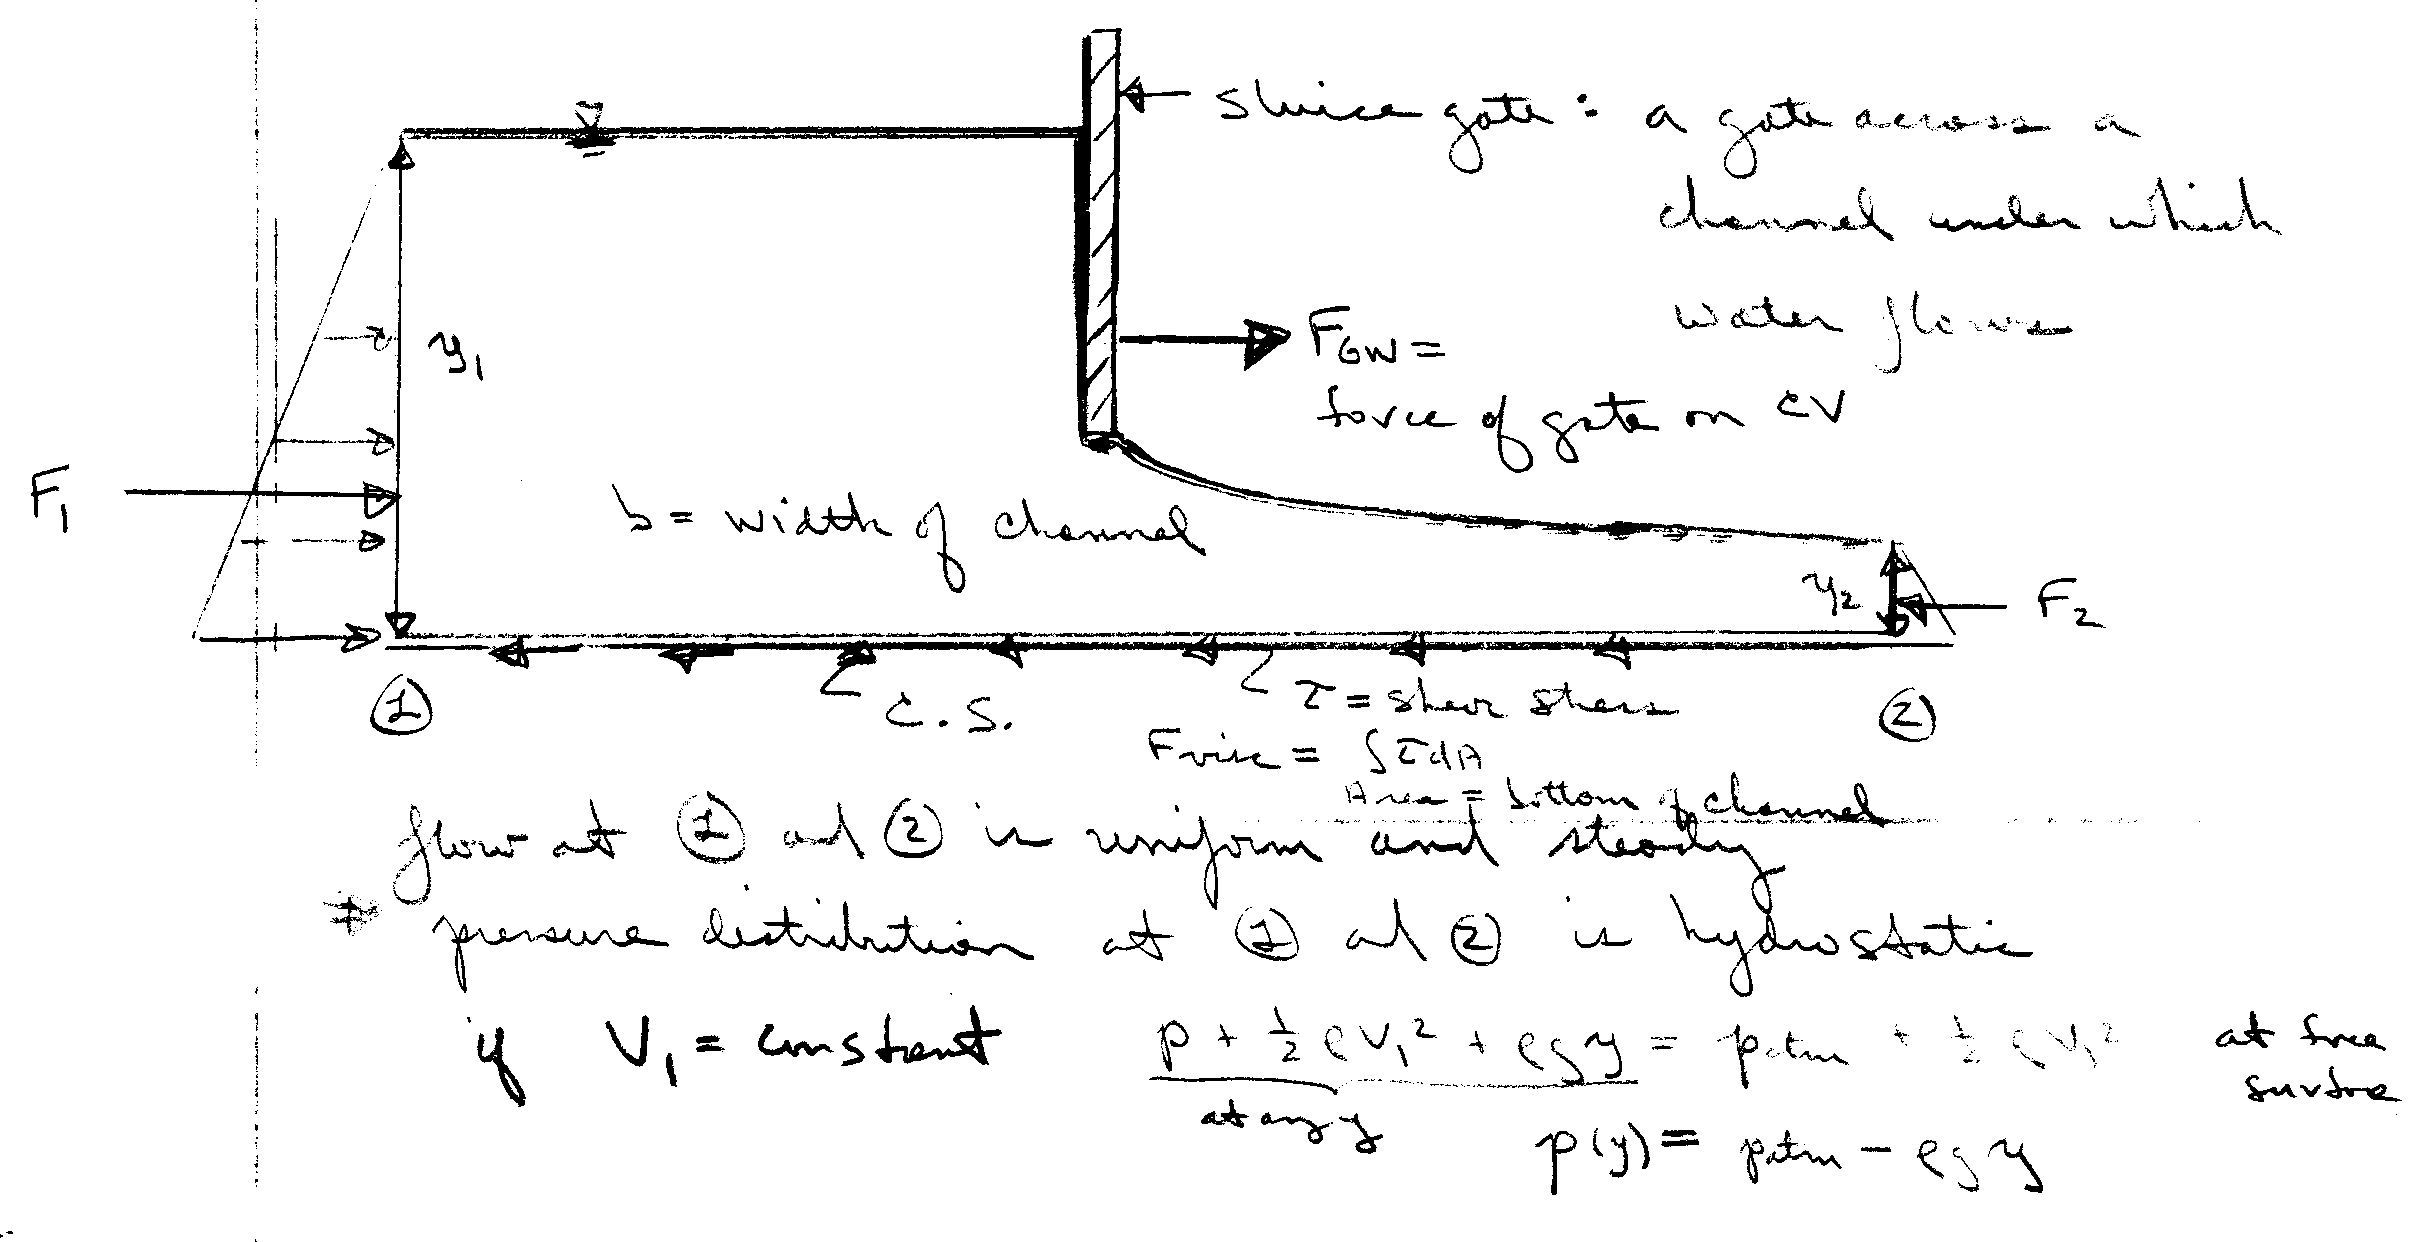 sluice gate : a gate across a
channel under which
water flows
y₁
F_GW =
force of gate on CV
F₁
b = width of channel
y₂
F₂
① C.S. τ = shear stress ②
Fvisc = ∫τdA
Area = bottom of channel
flow at ① and ② is uniform and steady
⇒ pressure distribution at ① and ② is hydrostatic
if V₁ = constant p + ½ρV₁² + ρgy = patm + ½ρV₁² at free
surface
at any y
p(y) = patm − ρgy